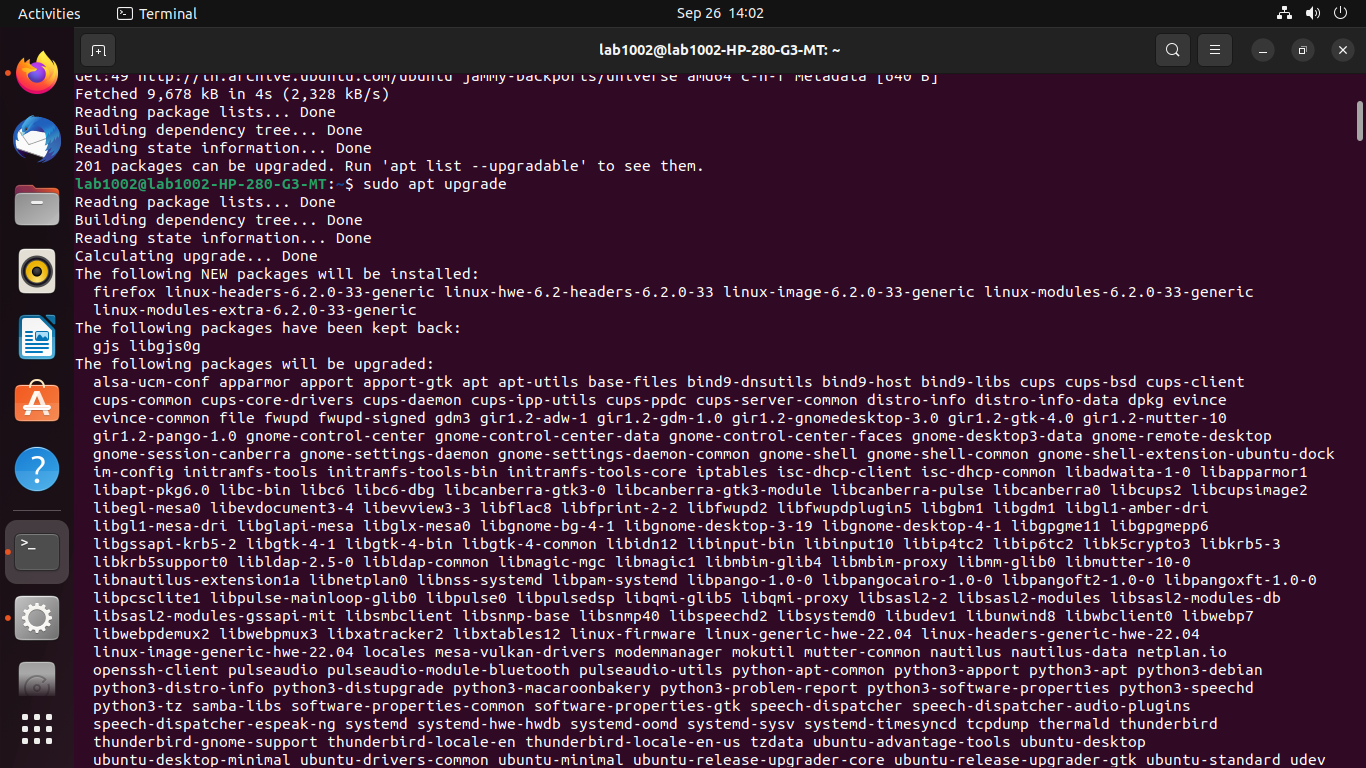 Activities
Terminal
Sep 26 14:02
lab1002@lab1002-HP-280-G3-MT: ~
Get:49 http://in.archive.ubuntu.com/ubuntu jammy-backports/universe amd64 c-n-f Metadata [640 B]
Fetched 9,678 kB in 4s (2,328 kB/s)
Reading package lists... Done
Building dependency tree... Done
Reading state information... Done
201 packages can be upgraded. Run 'apt list --upgradable' to see them.
lab1002@lab1002-HP-280-G3-MT:~$ sudo apt upgrade
Reading package lists... Done
Building dependency tree... Done
Reading state information... Done
Calculating upgrade... Done
The following NEW packages will be installed:
firefox linux-headers-6.2.0-33-generic linux-hwe-6.2-headers-6.2.0-33 linux-image-6.2.0-33-generic linux-modules-6.2.0-33-generic
linux-modules-extra-6.2.0-33-generic
The following packages have been kept back:
gjs libgjs0g
The following packages will be upgraded:
alsa-ucm-conf apparmor apport apport-gtk apt apt-utils base-files bind9-dnsutils bind9-host bind9-libs cups cups-bsd cups-client
cups-common cups-core-drivers cups-daemon cups-ipp-utils cups-ppdc cups-server-common distro-info distro-info-data dpkg evince
evince-common file fwupd fwupd-signed gdm3 gir1.2-adw-1 gir1.2-gdm-1.0 gir1.2-gnomedesktop-3.0 gir1.2-gtk-4.0 gir1.2-mutter-10
gir1.2-pango-1.0 gnome-control-center gnome-control-center-data gnome-control-center-faces gnome-desktop3-data gnome-remote-desktop
gnome-session-canberra gnome-settings-daemon gnome-settings-daemon-common gnome-shell gnome-shell-common gnome-shell-extension-ubuntu-dock
im-config initramfs-tools initramfs-tools-bin initramfs-tools-core iptables isc-dhcp-client isc-dhcp-common libadwaita-1-0 libapparmor1
libapt-pkg6.0 libc-bin libc6 libc6-dbg libcanberra-gtk3-0 libcanberra-gtk3-module libcanberra-pulse libcanberra0 libcups2 libcupsimage2
libegl-mesa0 libevdocument3-4 libevview3-3 libflac8 libfprint-2-2 libfwupd2 libfwupdplugin5 libgbm1 libgdm1 libgl1-amber-dri
libgl1-mesa-dri libglapi-mesa libglx-mesa0 libgnome-bg-4-1 libgnome-desktop-3-19 libgnome-desktop-4-1 libgpgme11 libgpgmepp6
libgssapi-krb5-2 libgtk-4-1 libgtk-4-bin libgtk-4-common libidn12 libinput-bin libinput10 libip4tc2 libip6tc2 libk5crypto3 libkrb5-3
libkrb5support0 libldap-2.5-0 libldap-common libmagic-mgc libmagic1 libmbim-glib4 libmbim-proxy libmm-glib0 libmutter-10-0
libnautilus-extension1a libnetplan0 libnss-systemd libpam-systemd libpango-1.0-0 libpangocairo-1.0-0 libpangoft2-1.0-0 libpangoxft-1.0-0
libpcsclite1 libpulse-mainloop-glib0 libpulse0 libpulsedsp libqmi-glib5 libqmi-proxy libsasl2-2 libsasl2-modules libsasl2-modules-db
libsasl2-modules-gssapi-mit libsmbclient libsnmp-base libsnmp40 libspeechd2 libsystemd0 libudev1 libunwind8 libwbclient0 libwebp7
libwebpdemux2 libwebpmux3 libxatracker2 libxtables12 linux-firmware linux-generic-hwe-22.04 linux-headers-generic-hwe-22.04
linux-image-generic-hwe-22.04 locales mesa-vulkan-drivers modemmanager mokutil mutter-common nautilus nautilus-data netplan.io
openssh-client pulseaudio pulseaudio-module-bluetooth pulseaudio-utils python-apt-common python3-apport python3-apt python3-debian
python3-distro-info python3-distupgrade python3-macaroonbakery python3-problem-report python3-software-properties python3-speechd
python3-tz samba-libs software-properties-common software-properties-gtk speech-dispatcher speech-dispatcher-audio-plugins
speech-dispatcher-espeak-ng systemd systemd-hwe-hwdb systemd-oomd systemd-sysv systemd-timesyncd tcpdump thermald thunderbird
thunderbird-gnome-support thunderbird-locale-en thunderbird-locale-en-us tzdata ubuntu-advantage-tools ubuntu-desktop
ubuntu-desktop-minimal ubuntu-drivers-common ubuntu-minimal ubuntu-release-upgrader-core ubuntu-release-upgrader-gtk ubuntu-standard udev